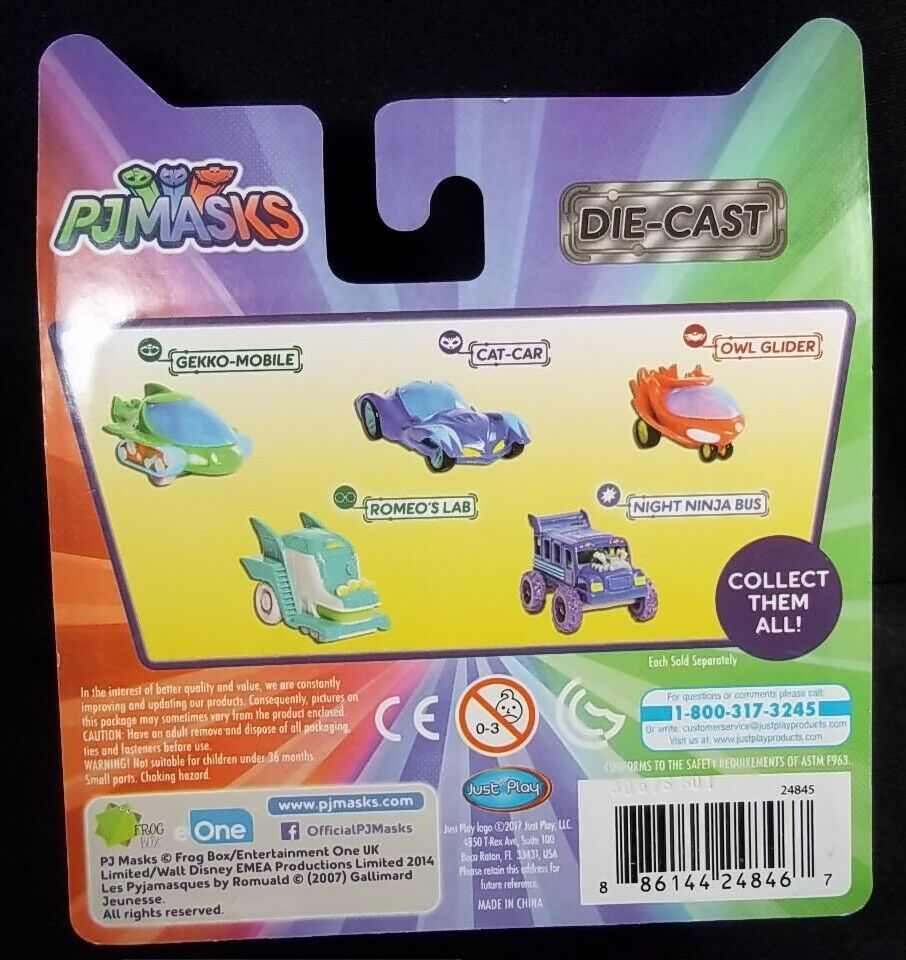 PJMASKS
DIE-CAST
GEKKO-MOBILE
CAT-CAR
OWL GLIDER
ROMEO'S LAB
NIGHT NINJA BUS
COLLECT
THEM
ALL!
Each Sold Separately
In the interest of better quality and value, we are constantly
improving and updating our products. Consequently, pictures on
this package may sometimes vary from the product enclosed.
CAUTION: Have an adult remove and dispose of all packaging
ties and fasteners before use.
WARNING! Not suitable for children under 36 months.
Small parts. Choking hazard.
CE
0-3
For questions or comments please call:
1-800-317-3245
Or write: customerservice@justplayproducts.com
Visit us at: www.justplayproducts.com
CONFORMS TO THE SAFETY REQUIREMENTS OF ASTM F963.
FROG
BOX
eOne
www.pjmasks.com
f OfficialPJMasks
PJ Masks © Frog Box/Entertainment One UK
Limited/Walt Disney EMEA Productions Limited 2014
Les Pyjamasques by Romuald © (2007) Gallimard
Jeunesse.
All rights reserved.
Just Play
Just Play logo ©2017 Just Play, LLC
4850 T-Rex Ave, Suite 100
Boca Raton, FL 33431, USA
Please retain this address for
future reference.
MADE IN CHINA
24845
8 86144 24846 7